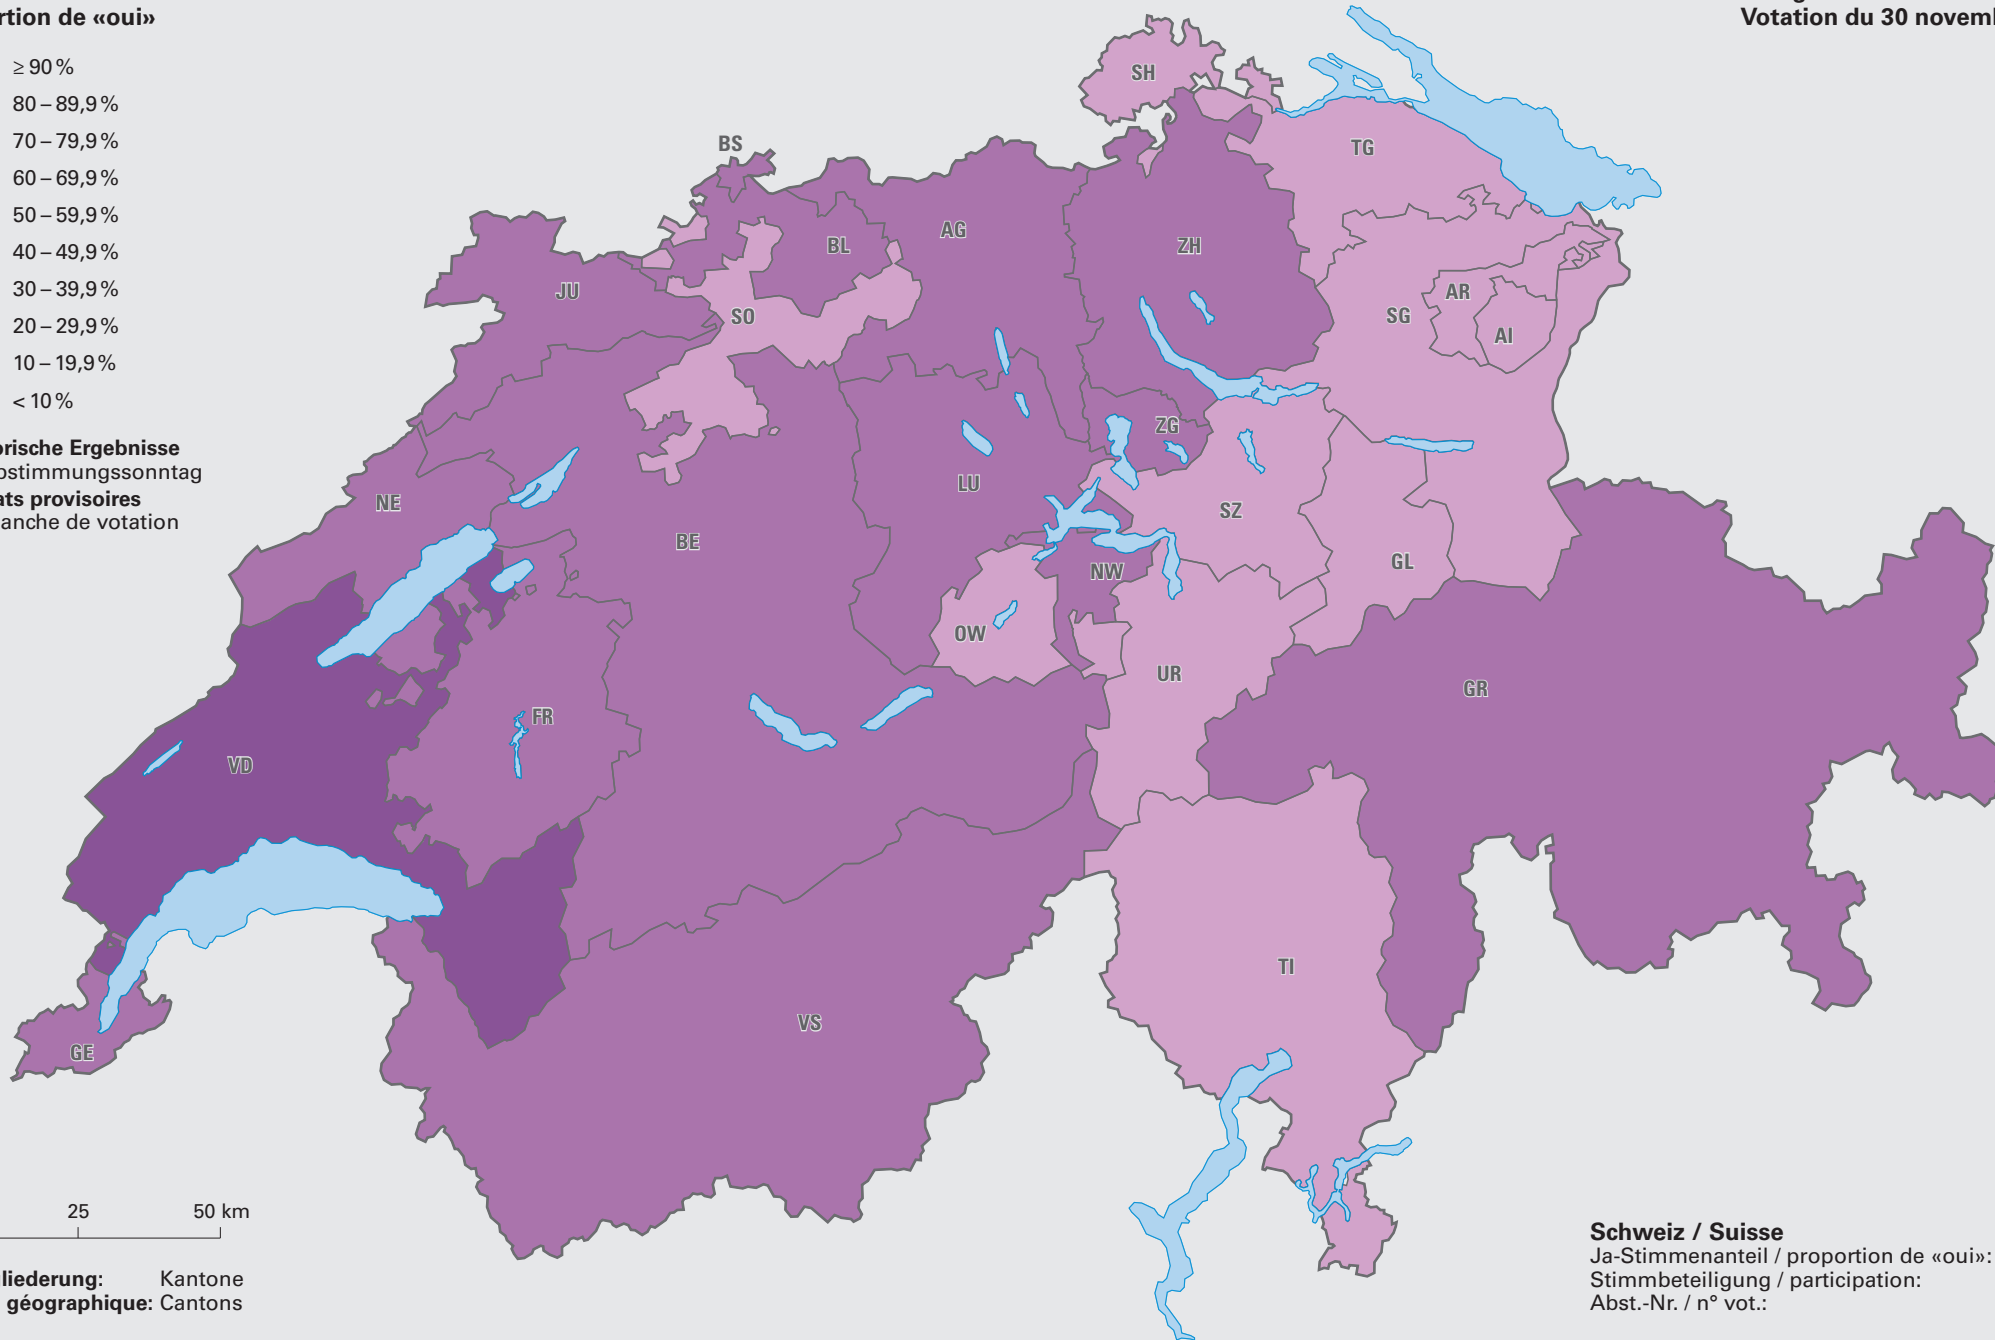 rtion de «oui»
Votation du 30 novem
≥ 90 %
80 – 89,9 %
70 – 79,9 %
60 – 69,9 %
50 – 59,9 %
40 – 49,9 %
30 – 39,9 %
20 – 29,9 %
10 – 19,9 %
< 10 %
orische Ergebnisse
bstimmungssonntag
ats provisoires
anche de votation
SH
BS
TG
BL
AG
ZH
JU
SO
AR
SG
AI
ZG
NE
LU
SZ
BE
GL
NW
OW
UR
GR
FR
VD
TI
VS
GE
25
50 km
liederung: Kantone
géographique: Cantons
Schweiz / Suisse
Ja-Stimmenanteil / proportion de «oui»:
Stimmbeteiligung / participation:
Abst.-Nr. / n° vot.: